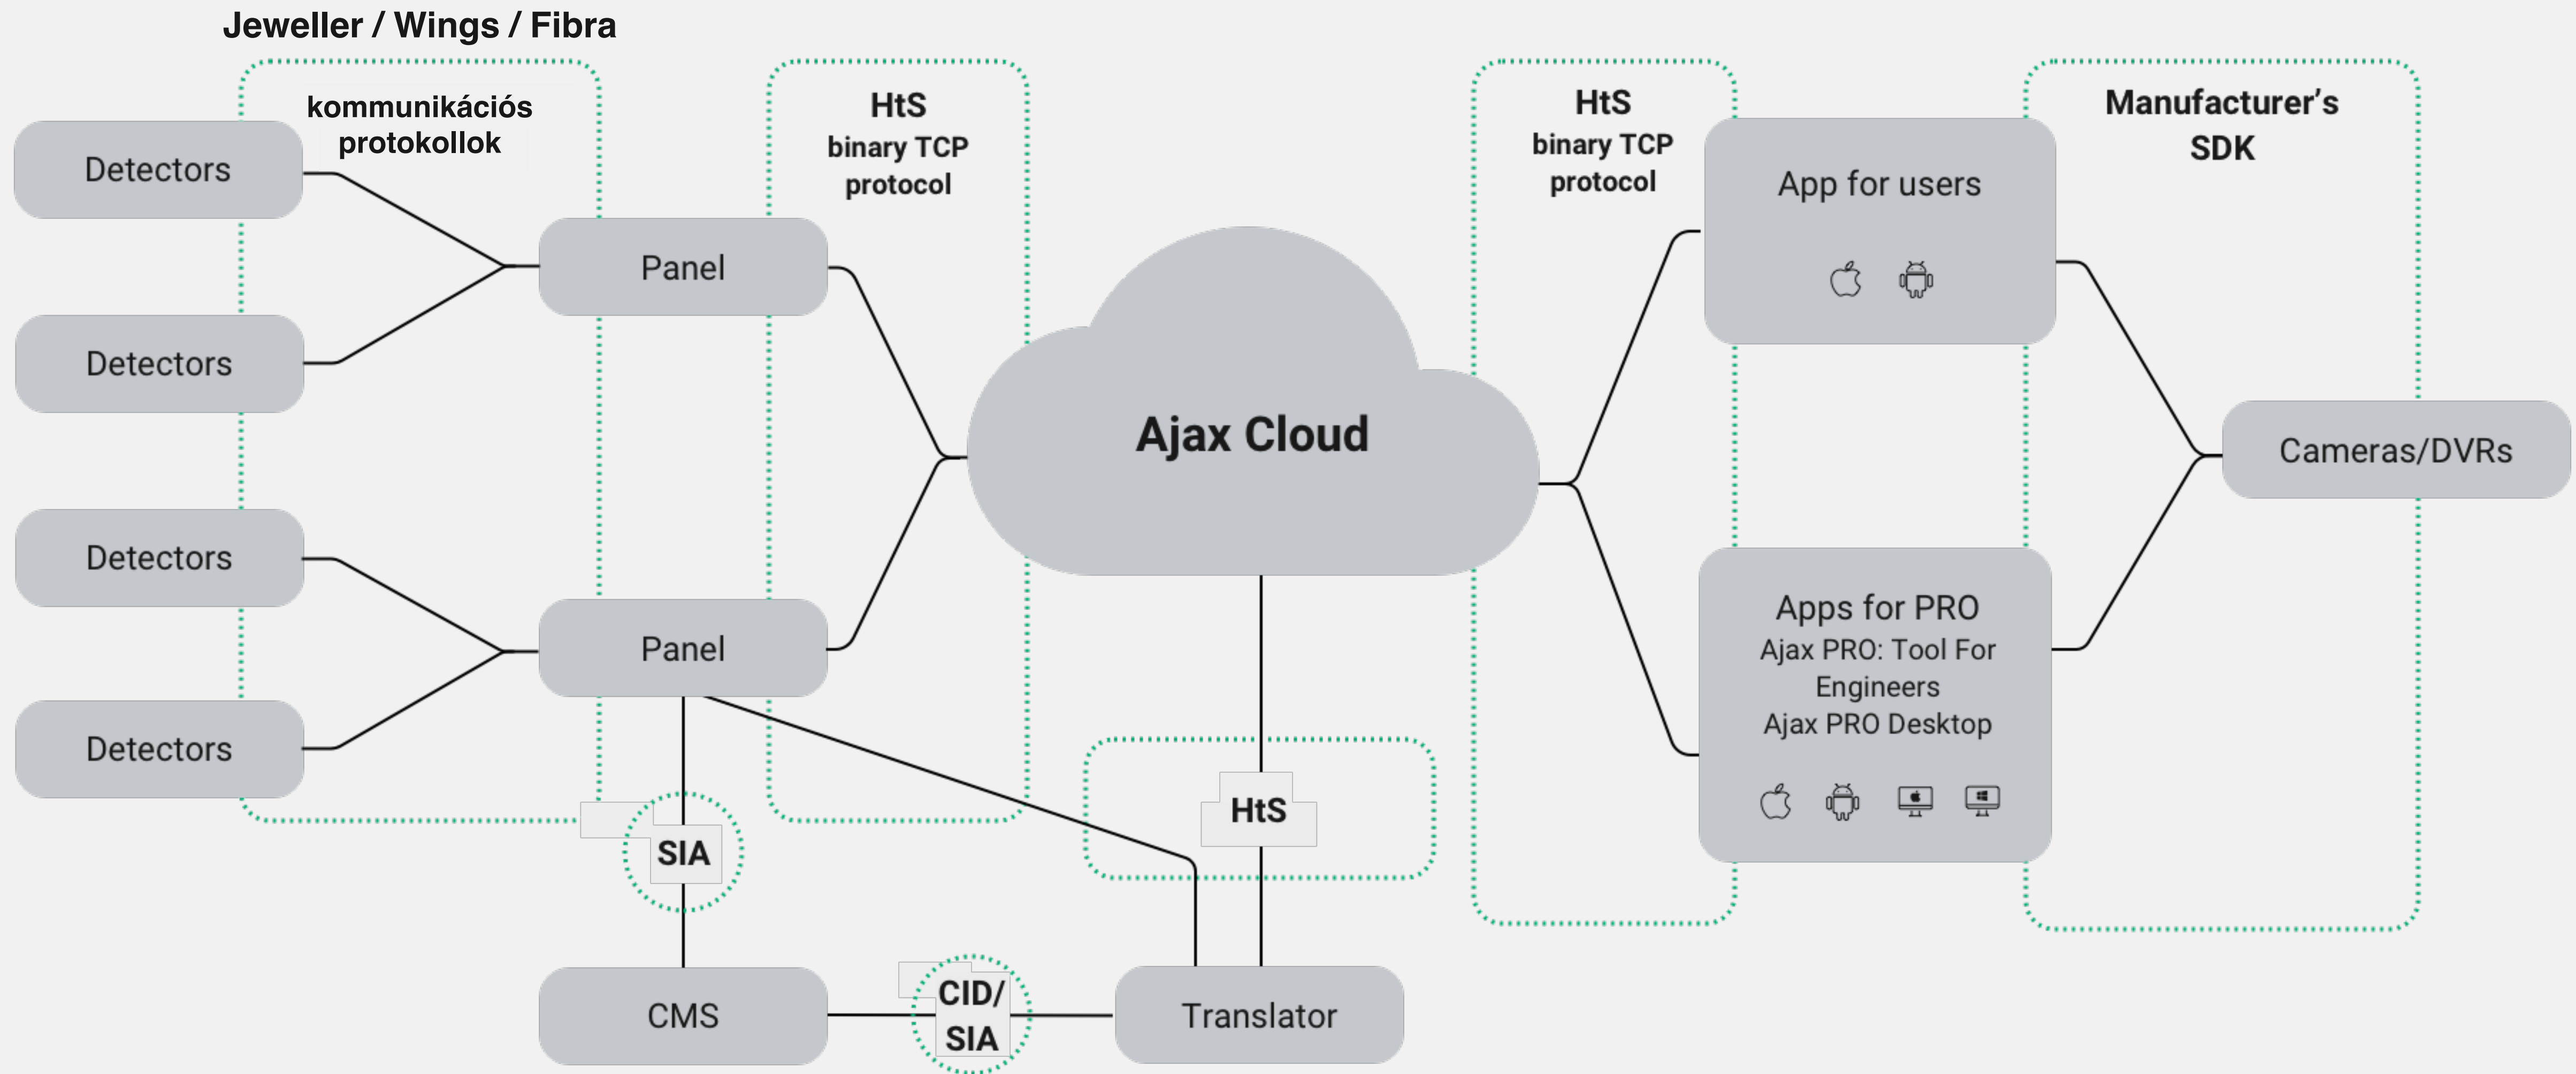 Jeweller / Wings / Fibra
kommunikációs
protokollok
Detectors
Detectors
Detectors
Detectors
Panel
Panel
HtS
binary TCP
protocol
Ajax Cloud
HtS
binary TCP
protocol
App for users
Apps for PRO
Ajax PRO: Tool For
Engineers
Ajax PRO Desktop
Manufacturer’s
SDK
Cameras/DVRs
HtS
SIA
CMS
CID/
SIA
Translator